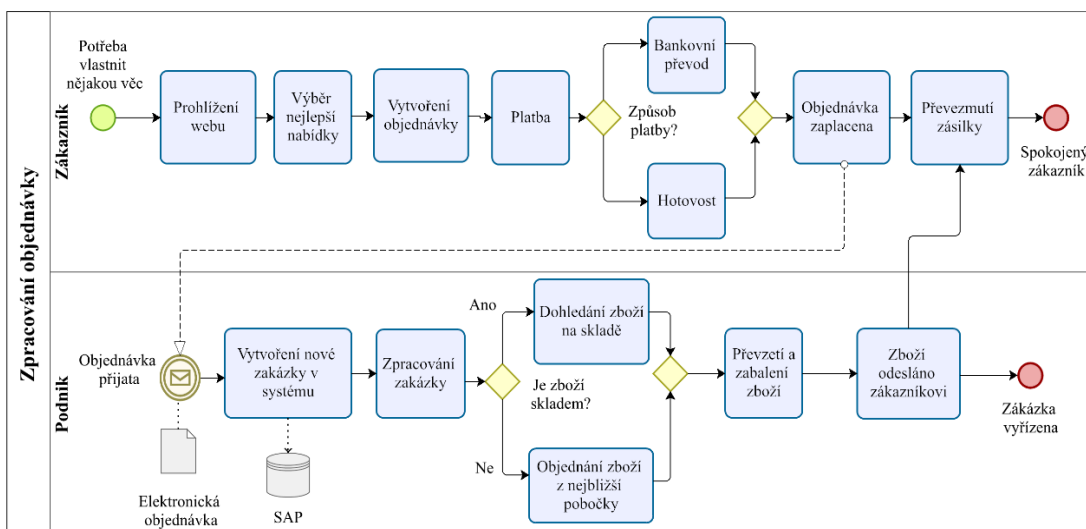 Zpracování objednávky
Zákazník
Potřeba
vlastnit
nějakou věc
Prohlížení
webu
Výběr
nejlepší
nabídky
Vytvoření
objednávky
Platba
Způsob
platby?
Bankovní
převod
Hotovost
Objednávka
zaplacena
Převezmutí
zásilky
Spokojený
zákazník
Podnik
Objednávka
přijata
Elektronická
objednávka
Vytvoření nové
zakázky v
systému
SAP
Zpracování
zakázky
Je zboží
skladem?
Ano
Ne
Dohledání zboží
na skladě
Objednání zboží
z nejbližší
pobočky
Převzetí a
zabalení
zboží
Zboží
odesláno
zákazníkovi
Zákázka
vyřízena